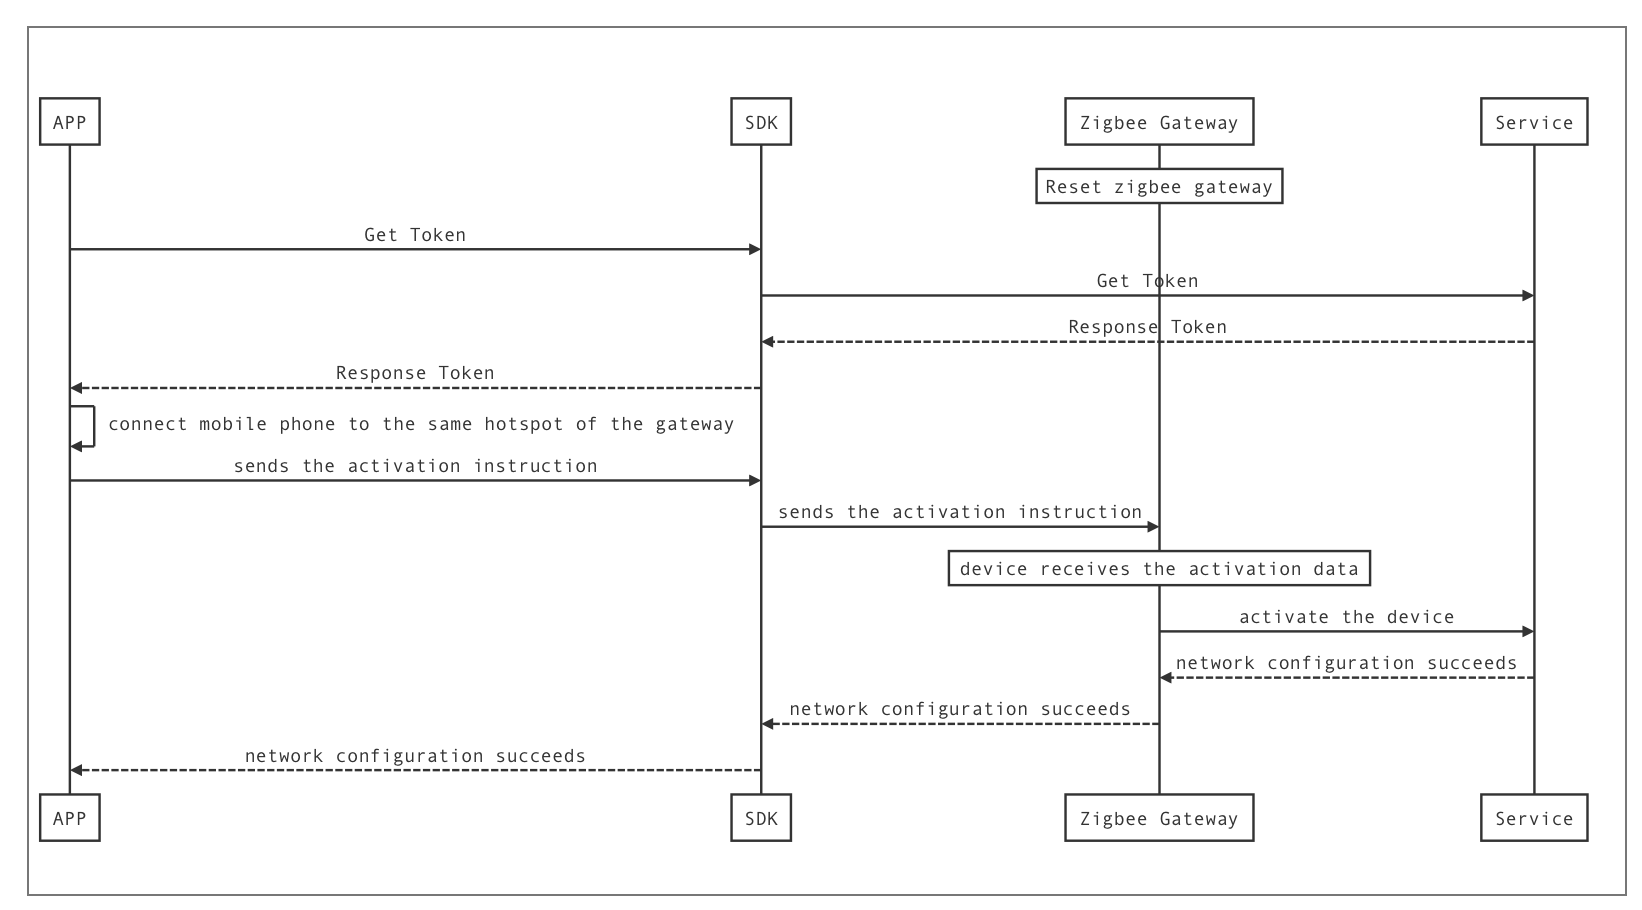 APP
SDK
Zigbee Gateway
Service
Reset zigbee gateway
Get Token
Get Token
Response Token
Response Token
connect mobile phone to the same hotspot of the gateway
sends the activation instruction
sends the activation instruction
device receives the activation data
activate the device
network configuration succeeds
network configuration succeeds
network configuration succeeds
APP
SDK
Zigbee Gateway
Service